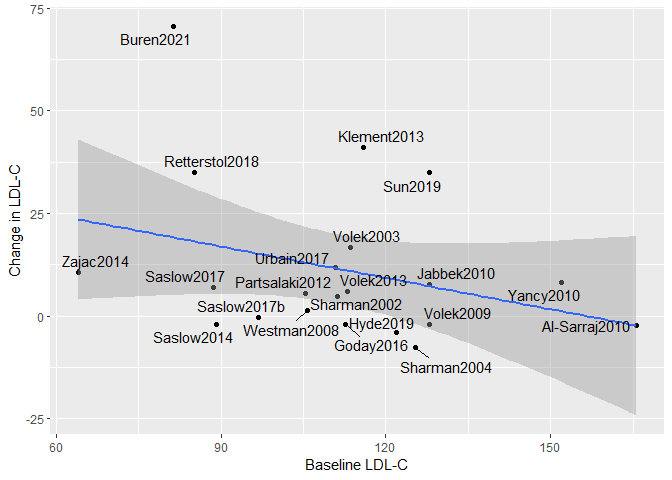 75
Buren2021
50
Klement2013
Retterstol2018
Sun2019
25
Volek2003
Urbain2017
Zajac2014
Saslow2017
Partsalaki2012
Volek2013
Jabbek2010
Yancy2010
Saslow2017b
Sharman2002
0
Saslow2014
Westman2008
Hyde2019
Volek2009
Al-Sarraj2010
Goday2016
Sharman2004
-25
60
90
120
150
Baseline LDL-C
Change in LDL-C